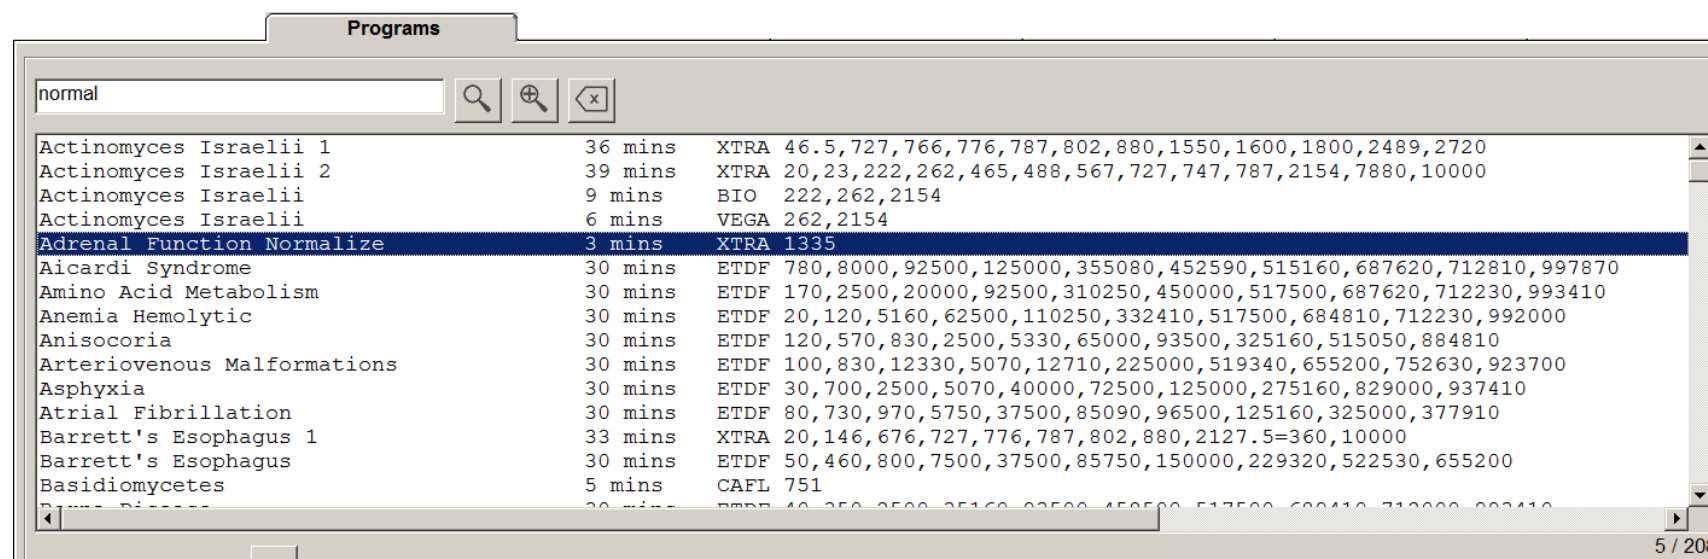 Programs
normal
Actinomyces Israelii 1 36 mins XTRA 46.5,727,766,776,787,802,880,1550,1600,1800,2489,2720
Actinomyces Israelii 2 39 mins XTRA 20,23,222,262,465,488,567,727,747,787,2154,7880,10000
Actinomyces Israelii 9 mins BIO 222,262,2154
Actinomyces Israelii 6 mins VEGA 262,2154
Adrenal Function Normalize 3 mins XTRA 1335
Aicardi Syndrome 30 mins ETDF 780,8000,92500,125000,355080,452590,515160,687620,712810,997870
Amino Acid Metabolism 30 mins ETDF 170,2500,20000,92500,310250,450000,517500,687620,712230,993410
Anemia Hemolytic 30 mins ETDF 20,120,5160,62500,110250,332410,517500,684810,712230,992000
Anisocoria 30 mins ETDF 120,570,830,2500,5330,65000,93500,325160,515050,884810
Arteriovenous Malformations 30 mins ETDF 100,830,12330,5070,12710,225000,519340,655200,752630,923700
Asphyxia 30 mins ETDF 30,700,2500,5070,40000,72500,125000,275160,829000,937410
Atrial Fibrillation 30 mins ETDF 80,730,970,5750,37500,85090,96500,125160,325000,377910
Barrett's Esophagus 1 33 mins XTRA 20,146,676,727,776,787,802,880,2127.5=360,10000
Barrett's Esophagus 30 mins ETDF 50,460,800,7500,37500,85750,150000,229320,522530,655200
Basidiomycetes 5 mins CAFL 751
5 / 20